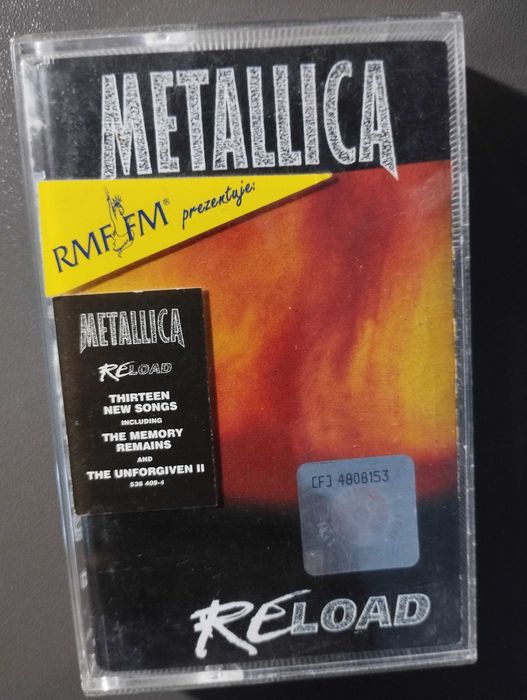 METALLICA
RMF FM®
prezentuje:
METALLICA
RELOAD
THIRTEEN
NEW SONGS
INCLUDING
THE MEMORY
REMAINS
AND
THE UNFORGIVEN II
536 409-4
[F] 4808153
RELOAD